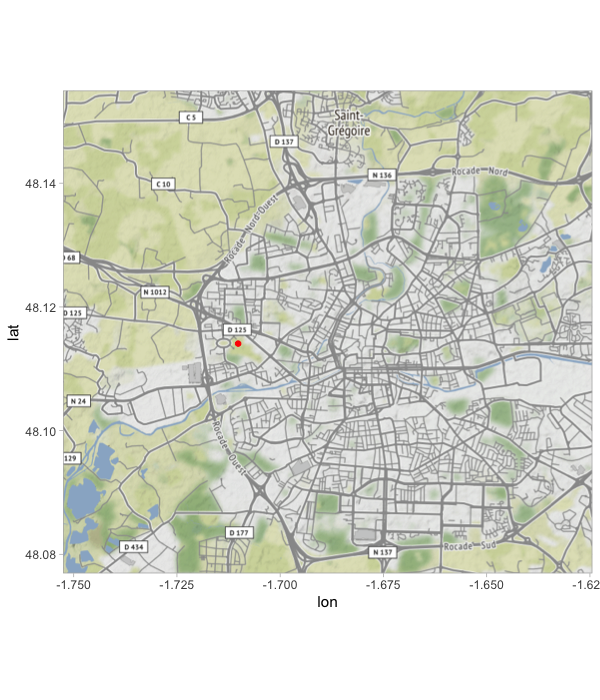 C 5
Saint-
Grégoire
D 137
N 136
Rocade Nord
48.14
C 10
Rocade Nord-Ouest
68
N 1012
48.12
D 125
D 125
lat
N 24
48.10
Rocade Ouest
129
D 177
D 434
N 137
Rocade Sud
48.08
-1.750
-1.725
-1.700
-1.675
-1.650
-1.62
lon